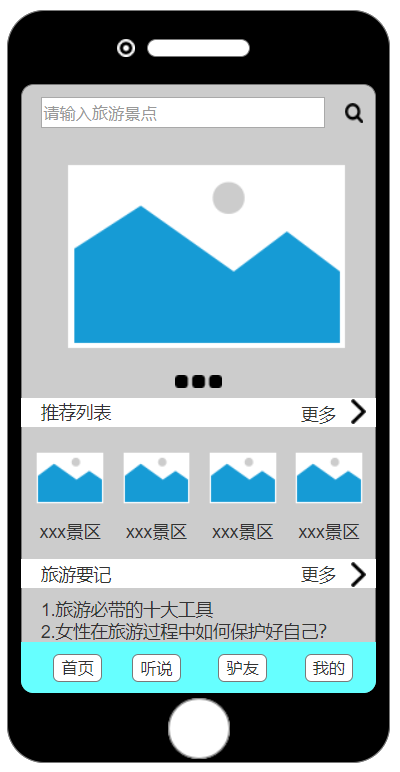 请输入旅游景点
推荐列表 更多
xxx景区 xxx景区 xxx景区 xxx景区
旅游要记 更多
1.旅游必带的十大工具
2.女性在旅游过程中如何保护好自己?
首页 听说 驴友 我的